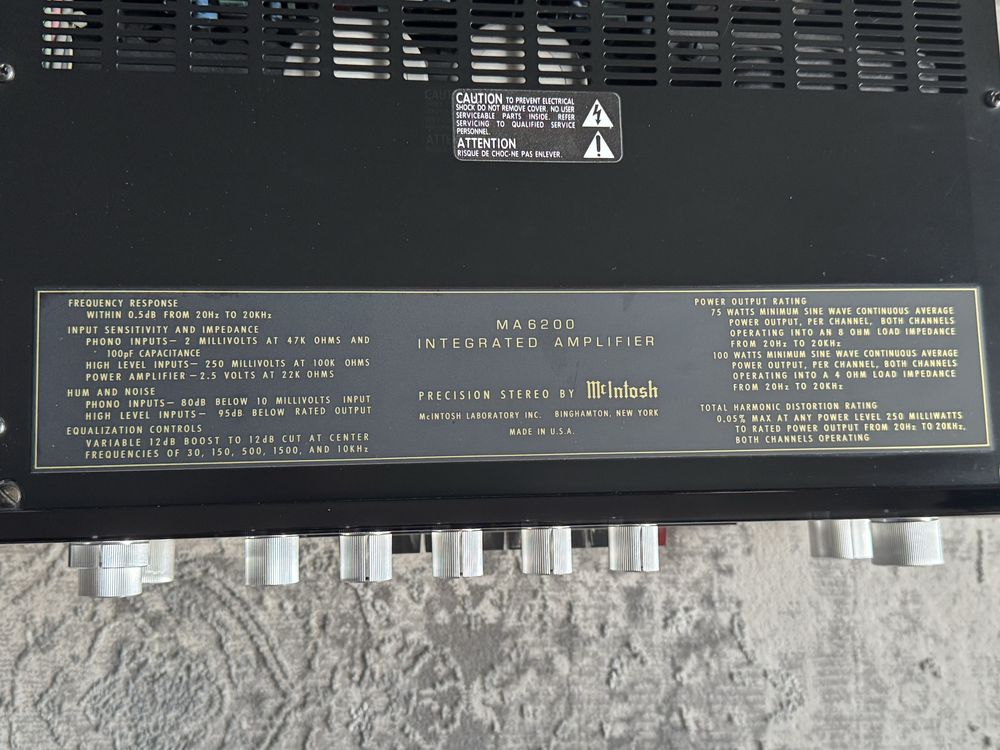 CAUTION TO PREVENT ELECTRICAL
SHOCK DO NOT REMOVE COVER. NO USER
SERVICEABLE PARTS INSIDE. REFER
SERVICING TO QUALIFIED SERVICE
PERSONNEL.
ATTENTION
RISQUE DE CHOC-NE PAS ENLEVER.
FREQUENCY RESPONSE
WITHIN 0.5dB FROM 20Hz TO 20KHz
INPUT SENSITIVITY AND IMPEDANCE
PHONO INPUTS— 2 MILLIVOLTS AT 47K OHMS AND
100pF CAPACITANCE
HIGH LEVEL INPUTS— 250 MILLIVOLTS AT 100K OHMS
POWER AMPLIFIER—2.5 VOLTS AT 22K OHMS
HUM AND NOISE
PHONO INPUTS— 80dB BELOW 10 MILLIVOLTS INPUT
HIGH LEVEL INPUTS— 95dB BELOW RATED OUTPUT
EQUALIZATION CONTROLS
VARIABLE 12dB BOOST TO 12dB CUT AT CENTER
FREQUENCIES OF 30, 150, 500, 1500, AND 10KHz
MA6200
INTEGRATED AMPLIFIER
PRECISION STEREO BY McIntosh
McINTOSH LABORATORY INC. BINGHAMTON, NEW YORK
MADE IN U.S.A.
POWER OUTPUT RATING
75 WATTS MINIMUM SINE WAVE CONTINUOUS AVERAGE
POWER OUTPUT, PER CHANNEL, BOTH CHANNELS
OPERATING INTO AN 8 OHM LOAD IMPEDANCE
FROM 20Hz TO 20KHz
100 WATTS MINIMUM SINE WAVE CONTINUOUS AVERAGE
POWER OUTPUT, PER CHANNEL, BOTH CHANNELS
OPERATING INTO A 4 OHM LOAD IMPEDANCE
FROM 20Hz TO 20KHz
TOTAL HARMONIC DISTORTION RATING
0.05% MAX AT ANY POWER LEVEL 250 MILLIWATTS
TO RATED POWER OUTPUT FROM 20Hz TO 20KHz,
BOTH CHANNELS OPERATING